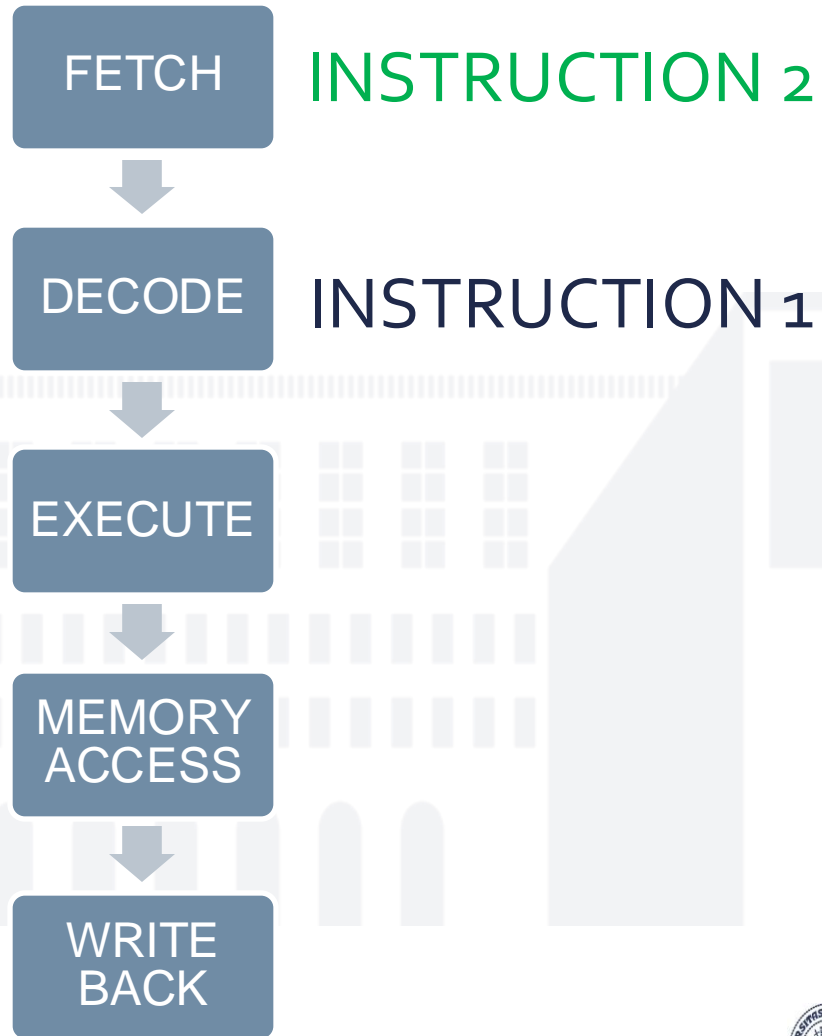 FETCH
INSTRUCTION 2
DECODE
INSTRUCTION 1
EXECUTE
MEMORY
ACCESS
WRITE
BACK